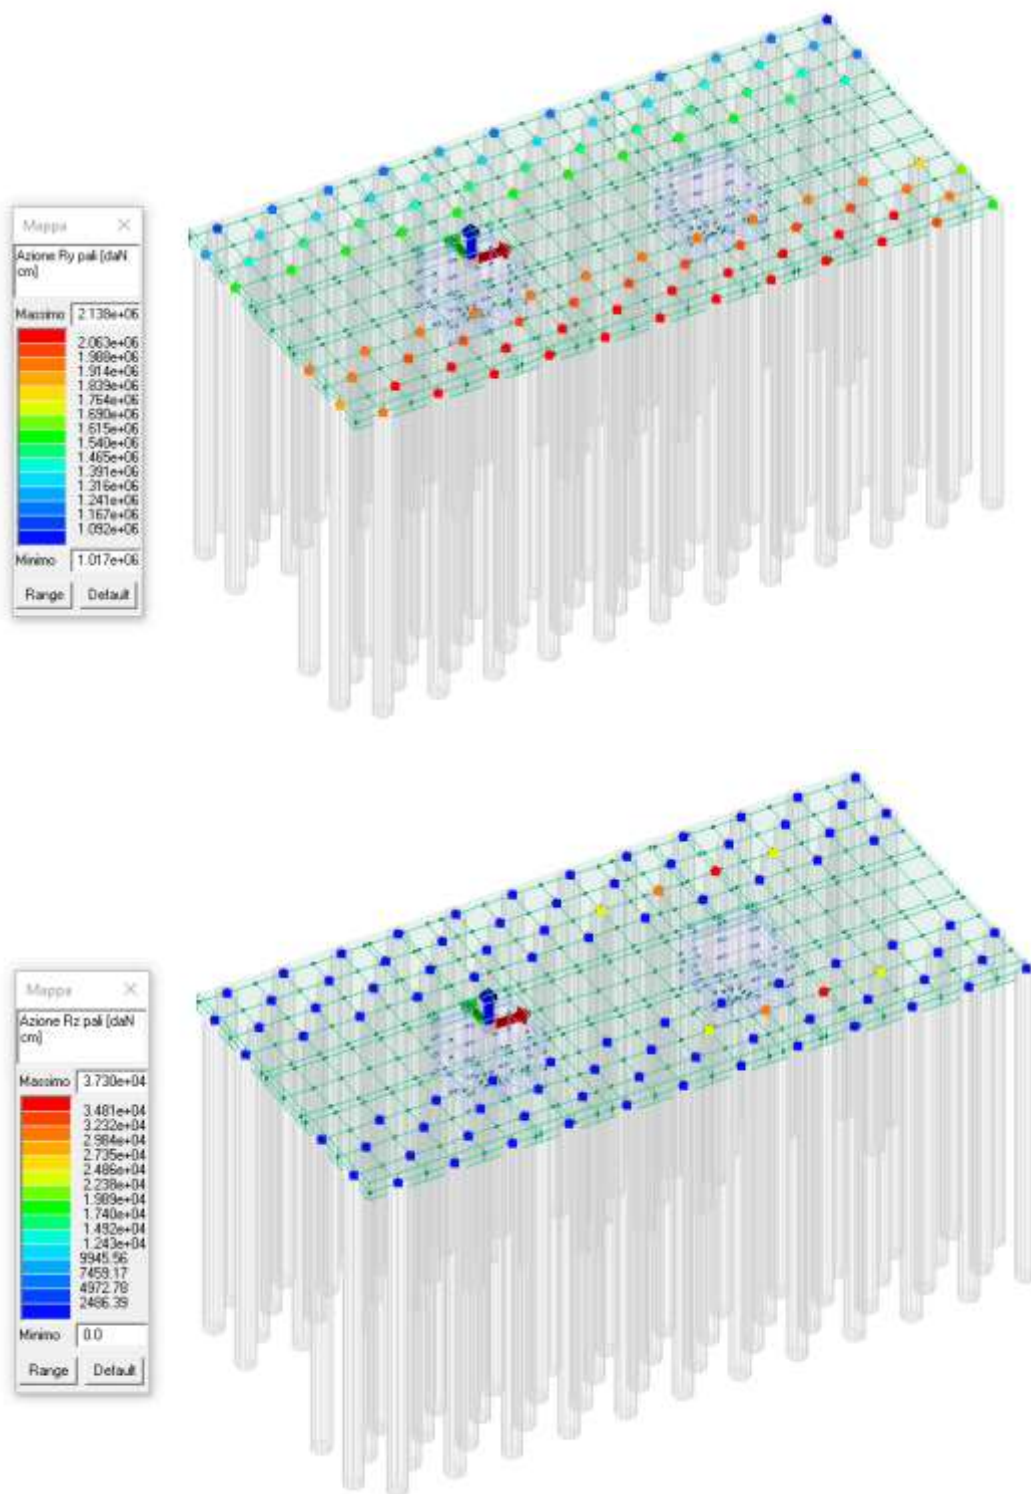 Mappa
Azione Ry pali [daN
cm]
Massimo 2.138e+06
2.063e+06
1.988e+06
1.914e+06
1.839e+06
1.764e+06
1.690e+06
1.615e+06
1.540e+06
1.465e+06
1.391e+06
1.316e+06
1.241e+06
1.167e+06
1.092e+06
Minimo 1.017e+06
Range Default
Mappa
Azione Rz pali [daN
cm]
Massimo 3.730e+04
3.481e+04
3.232e+04
2.984e+04
2.735e+04
2.486e+04
2.238e+04
1.989e+04
1.740e+04
1.492e+04
1.243e+04
9945.56
7459.17
4972.78
2486.39
Minimo 0.0
Range Default